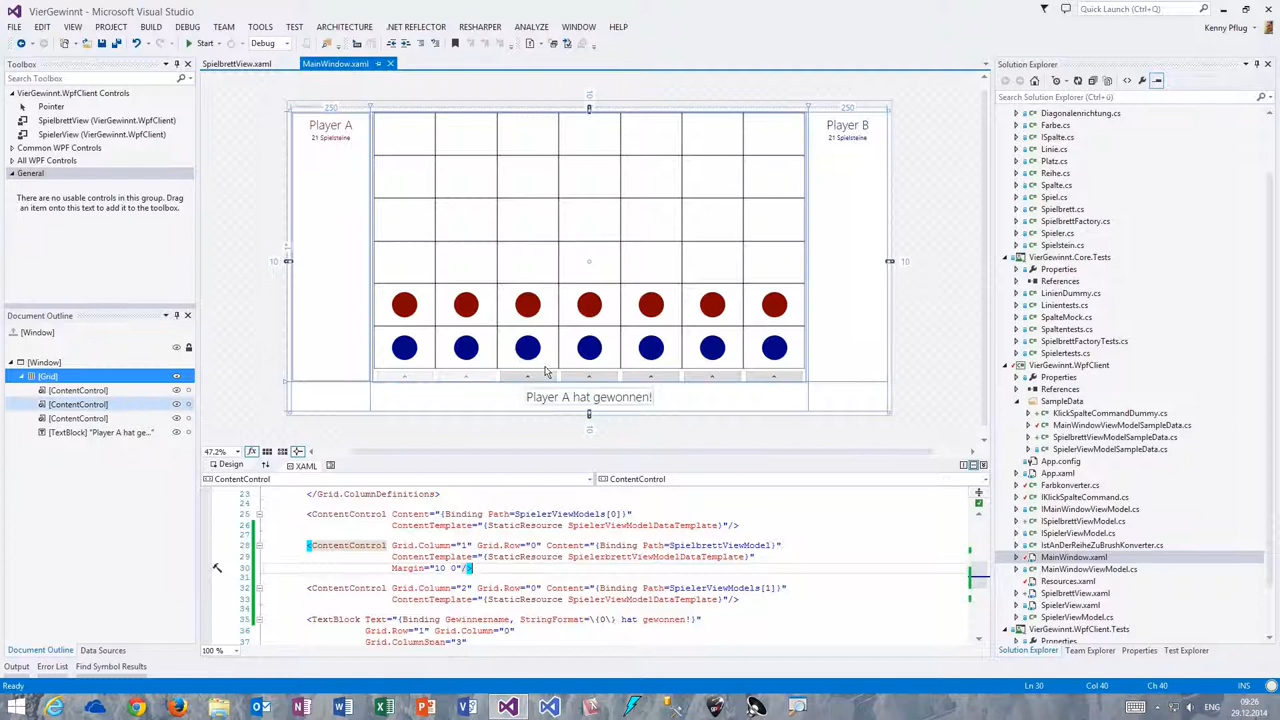 VierGewinnt - Microsoft Visual Studio
Quick Launch (Ctrl+Q)
FILE EDIT VIEW PROJECT BUILD DEBUG TEAM TOOLS TEST ARCHITECTURE .NET REFLECTOR RESHARPER ANALYZE WINDOW HELP
Kenny Pflug
Start Debug
Toolbox
SpielbrettView.xaml MainWindow.xaml
Solution Explorer
Search Toolbox
VierGewinnt.WpfClient Controls
Pointer
SpielbrettView (VierGewinnt.WpfClient)
SpielerView (VierGewinnt.WpfClient)
Common WPF Controls
All WPF Controls
General
There are no usable controls in this group. Drag
an item onto this text to add it to the toolbox.
Document Outline
[Window]
[Window]
[Grid]
[ContentControl]
[ContentControl]
[ContentControl]
[TextBlock] "Player A hat ge..."
Document Outline Data Sources
10
250
250
Player A
21 Spielsteine
Player B
21 Spielsteine
10
10
Player A hat gewonnen!
10
47.2%
Design XAML
ContentControl ContentControl
23 </Grid.ColumnDefinitions>
24
25 <ContentControl Content="{Binding Path=SpielerViewModels[0]}"
26 ContentTemplate="{StaticResource SpielerViewModelDataTemplate}"/>
27
28 <ContentControl Grid.Column="1" Grid.Row="0" Content="{Binding Path=SpielbrettViewModel}"
29 ContentTemplate="{StaticResource SpielerbrettViewModelDataTemplate}"
30 Margin="10 0"/>
31
32 <ContentControl Grid.Column="2" Grid.Row="0" Content="{Binding Path=SpielerViewModels[1]}"
33 ContentTemplate="{StaticResource SpielerViewModelDataTemplate}"/>
34
35 <TextBlock Text="{Binding Gewinnername, StringFormat=\{0\} hat gewonnen!}"
36 Grid.Row="1" Grid.Column="0"
37 Grid.ColumnSpan="3"
100 %
Search Solution Explorer (Ctrl+ü)
Diagonalenrichtung.cs
Farbe.cs
ISpalte.cs
Linie.cs
Platz.cs
Reihe.cs
Spalte.cs
Spiel.cs
Spielbrett.cs
SpielbrettFactory.cs
Spieler.cs
Spielstein.cs
VierGewinnt.Core.Tests
Properties
References
LinienDummy.cs
Linientests.cs
SpalteMock.cs
Spaltentests.cs
SpielbrettFactoryTests.cs
Spielertests.cs
VierGewinnt.WpfClient
Properties
References
SampleData
KlickSpalteCommandDummy.cs
MainWindowViewModelSampleData.cs
SpielbrettViewModelSampleData.cs
SpielerViewModelSampleData.cs
App.config
App.xaml
Farbkonverter.cs
IKlickSpalteCommand.cs
IMainWindowViewModel.cs
ISpielbrettViewModel.cs
ISpielerViewModel.cs
IstAnDerReiheZuBrushKonverter.cs
MainWindow.xaml
MainWindowViewModel.cs
Resources.xaml
SpielbrettView.xaml
SpielerView.xaml
SpielerViewModel.cs
VierGewinnt.WpfClient.Tests
Properties
Solution Explorer Team Explorer Properties Test Explorer
Output Error List Find Symbol Results
Ready
Ln 30 Col 40 Ch 40 INS
09:26
29.12.2014